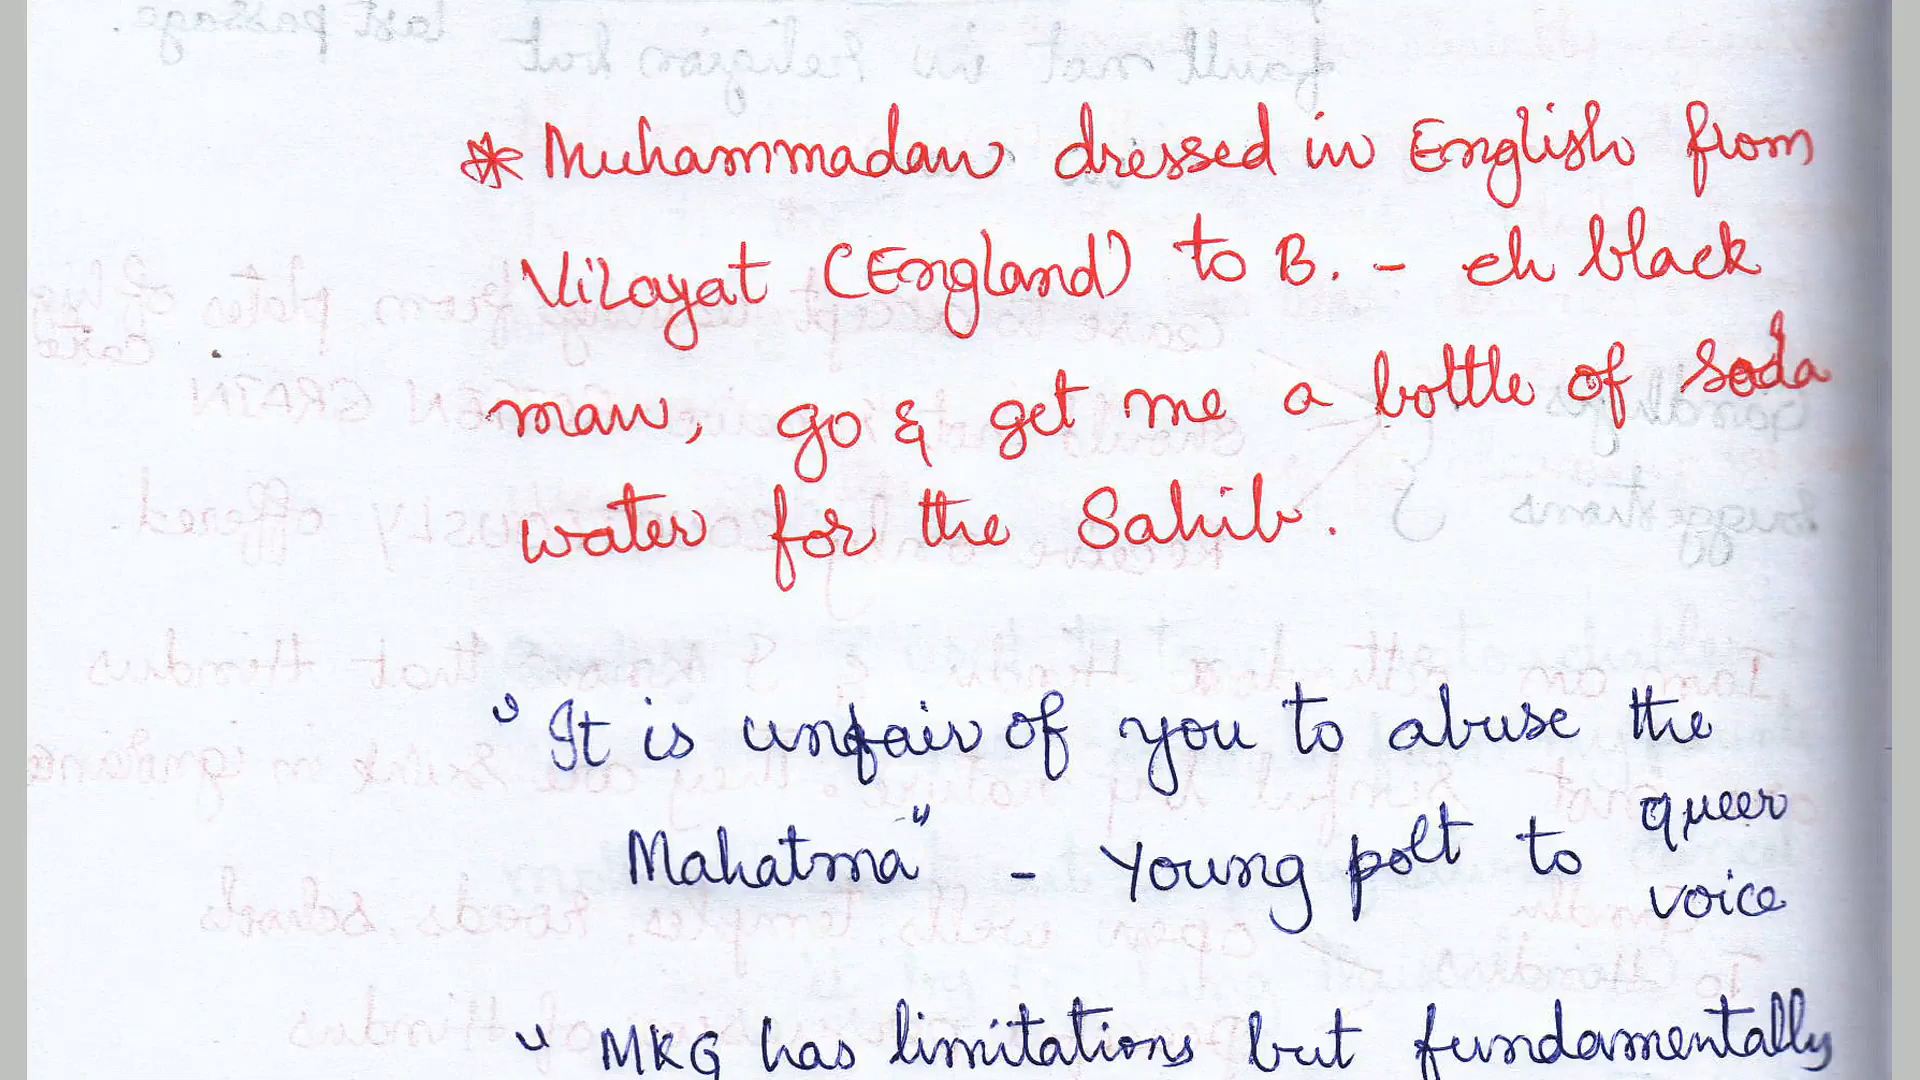 * Muhammadan dressed in English from
Vilayat (England) to B. - eh black
man, go & get me a bottle of soda
water for the Sahib.
" It is unfair of you to abuse the
Mahatma" - Young poet to queer voice
" MKG has limitations but fundamentally